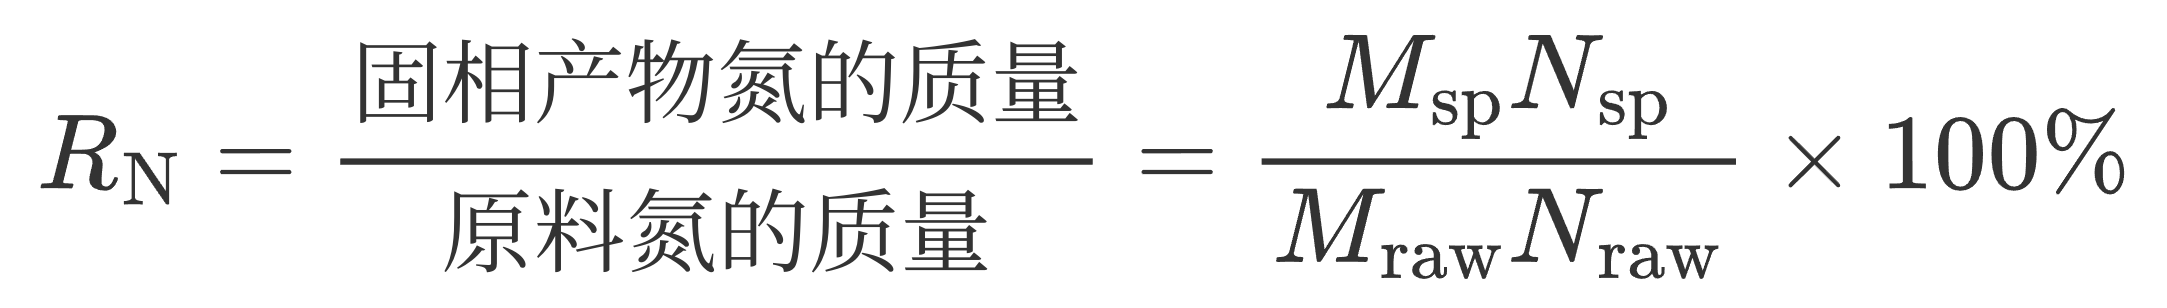 R_N = 固相产物氮的质量 / 原料氮的质量 = M_sp N_sp / M_raw N_raw × 100%